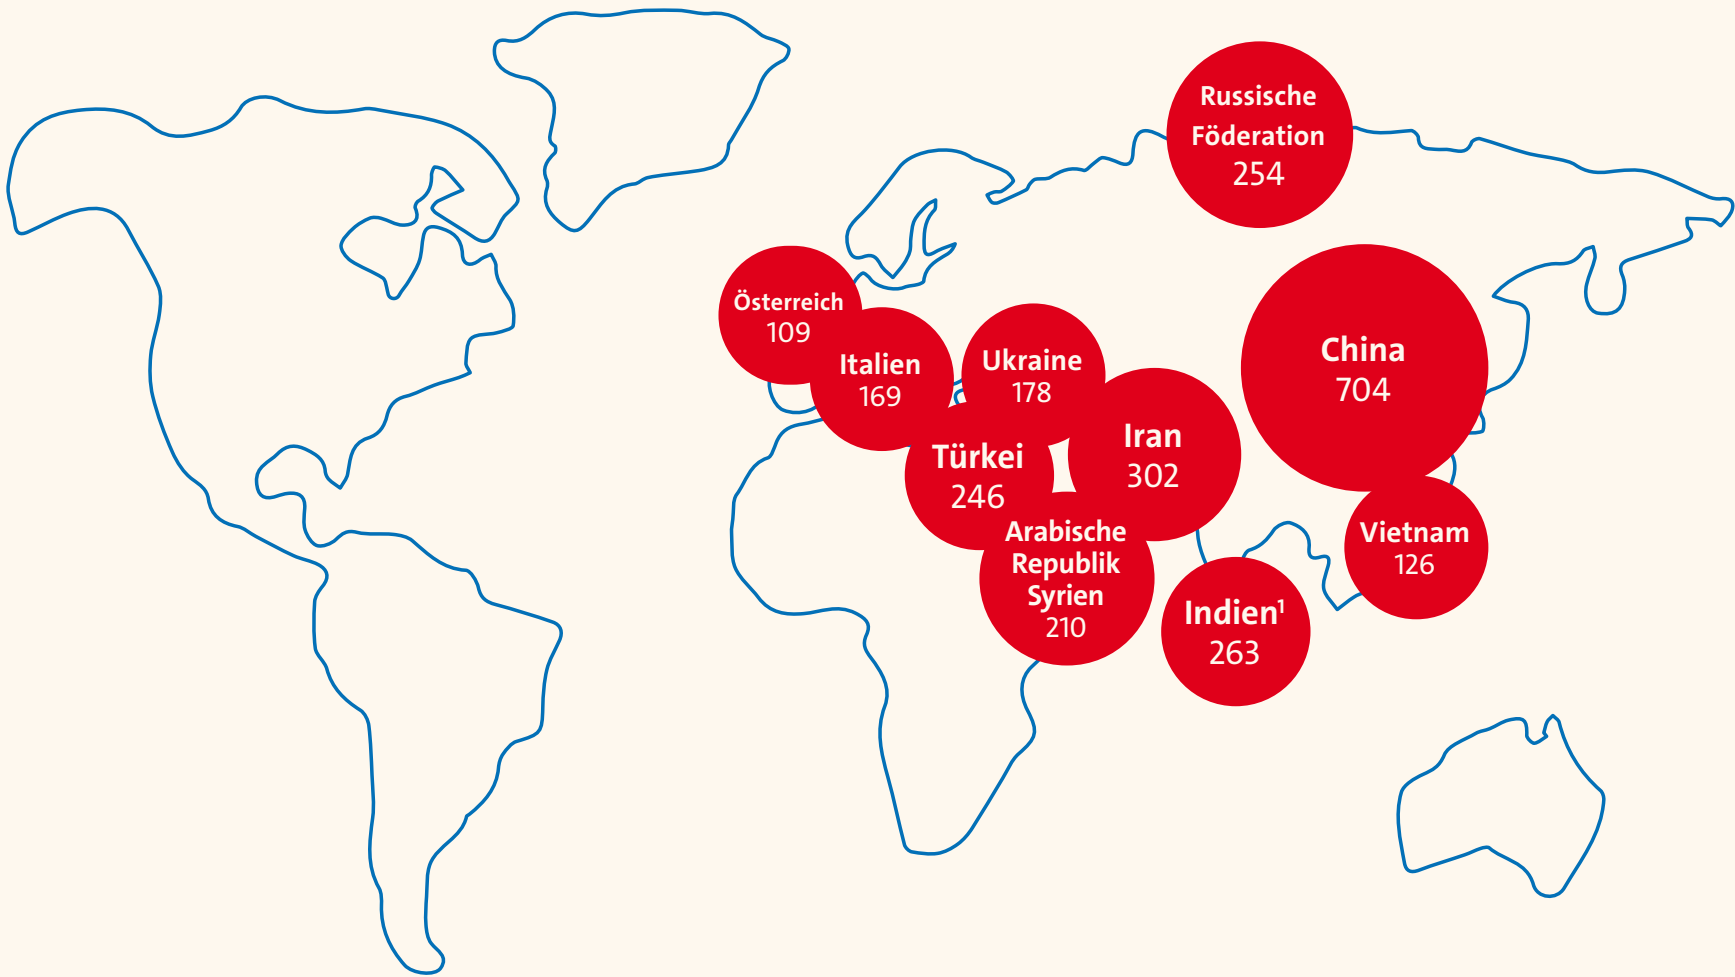 Russische
Föderation
254
Österreich
109
Italien
169
Ukraine
178
China
704
Türkei
246
Iran
302
Arabische
Republik
Syrien
210
Vietnam
126
Indien¹
263